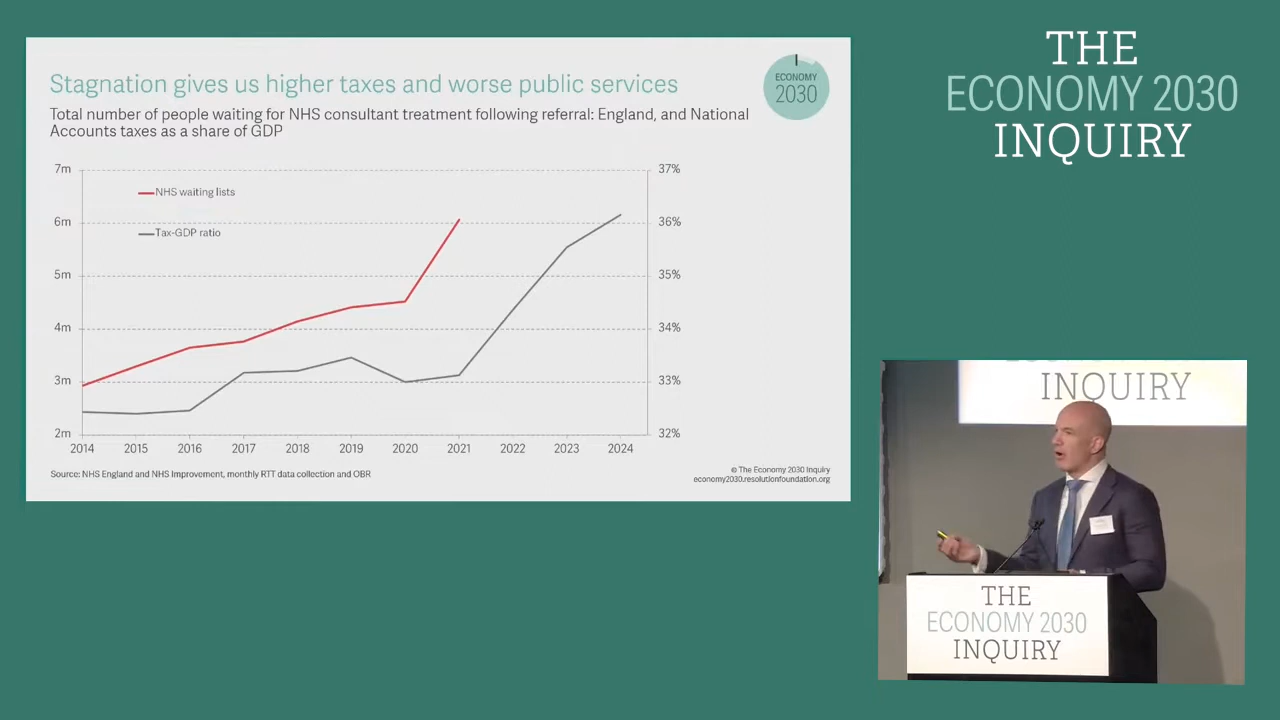 Stagnation gives us higher taxes and worse public services
Total number of people waiting for NHS consultant treatment following referral: England, and National
Accounts taxes as a share of GDP
ECONOMY
2030
7m
6m
5m
4m
3m
2m
NHS waiting lists
Tax-GDP ratio
37%
36%
35%
34%
33%
32%
2014 2015 2016 2017 2018 2019 2020 2021 2022 2023 2024
Source: NHS England and NHS Improvement, monthly RTT data collection and OBR
© The Economy 2030 Inquiry
economy2030.resolutionfoundation.org
THE
ECONOMY 2030
INQUIRY
INQUIRY
THE
ECONOMY 2030
INQUIRY